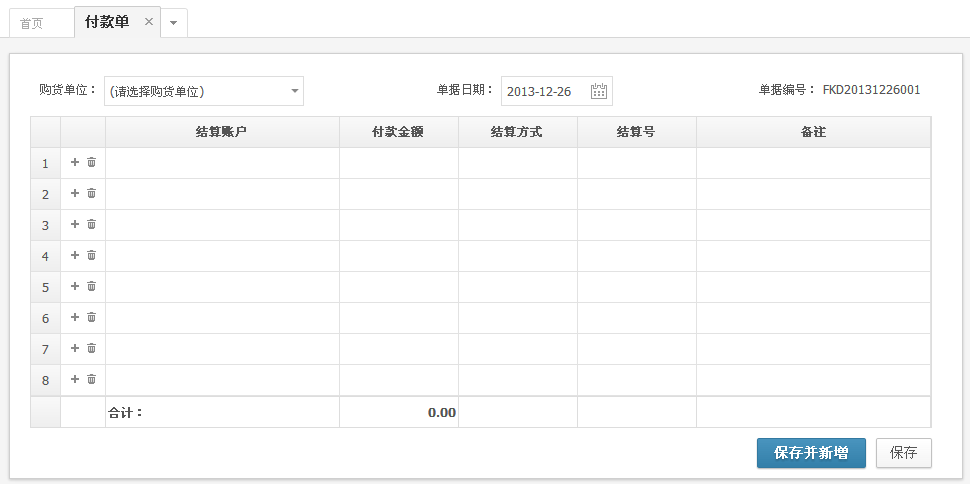 首页 付款单
购货单位： (请选择购货单位) 单据日期： 2013-12-26 单据编号： FKD20131226001
结算账户 付款金额 结算方式 结算号 备注
1
2
3
4
5
6
7
8
合计： 0.00
保存并新增 保存